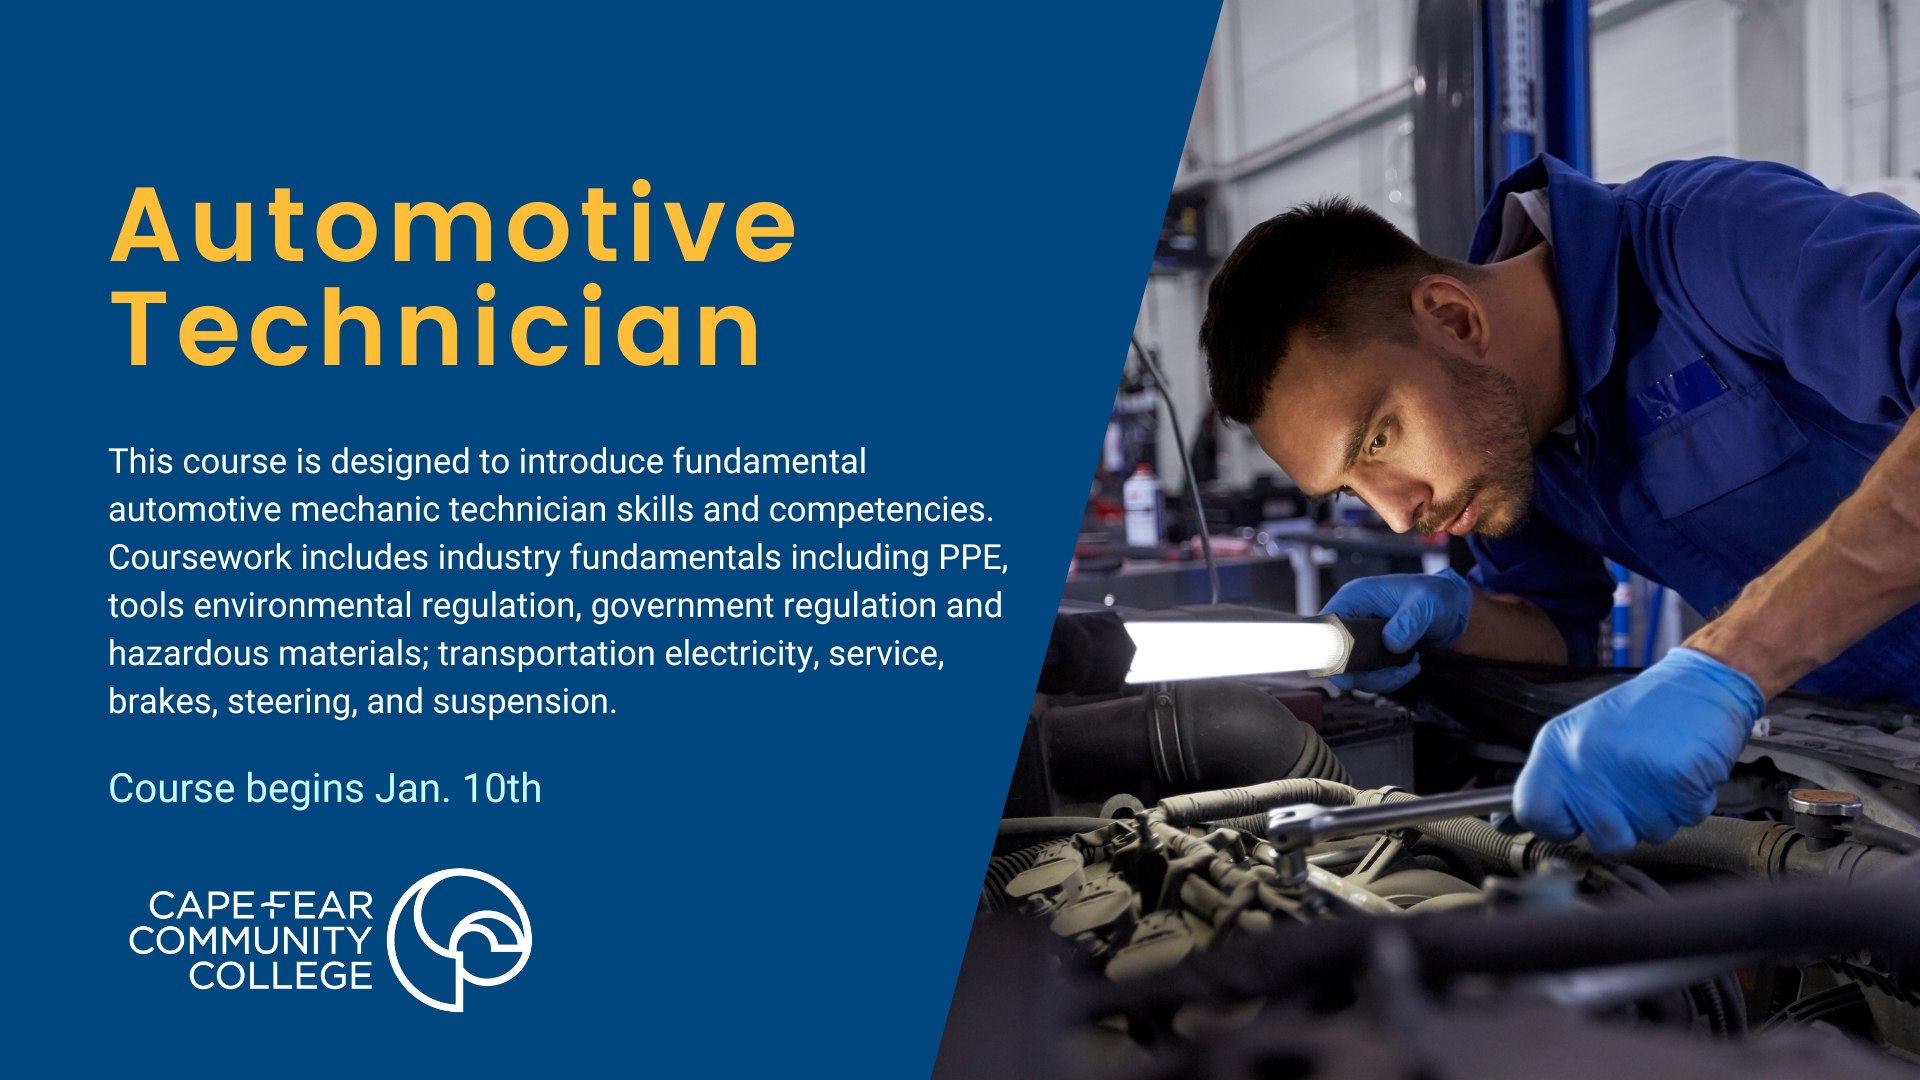 Automotive
Technician
This course is designed to introduce fundamental
automotive mechanic technician skills and competencies.
Coursework includes industry fundamentals including PPE,
tools environmental regulation, government regulation and
hazardous materials; transportation electricity, service,
brakes, steering, and suspension.
Course begins Jan. 10th
CAPE FEAR
COMMUNITY
COLLEGE